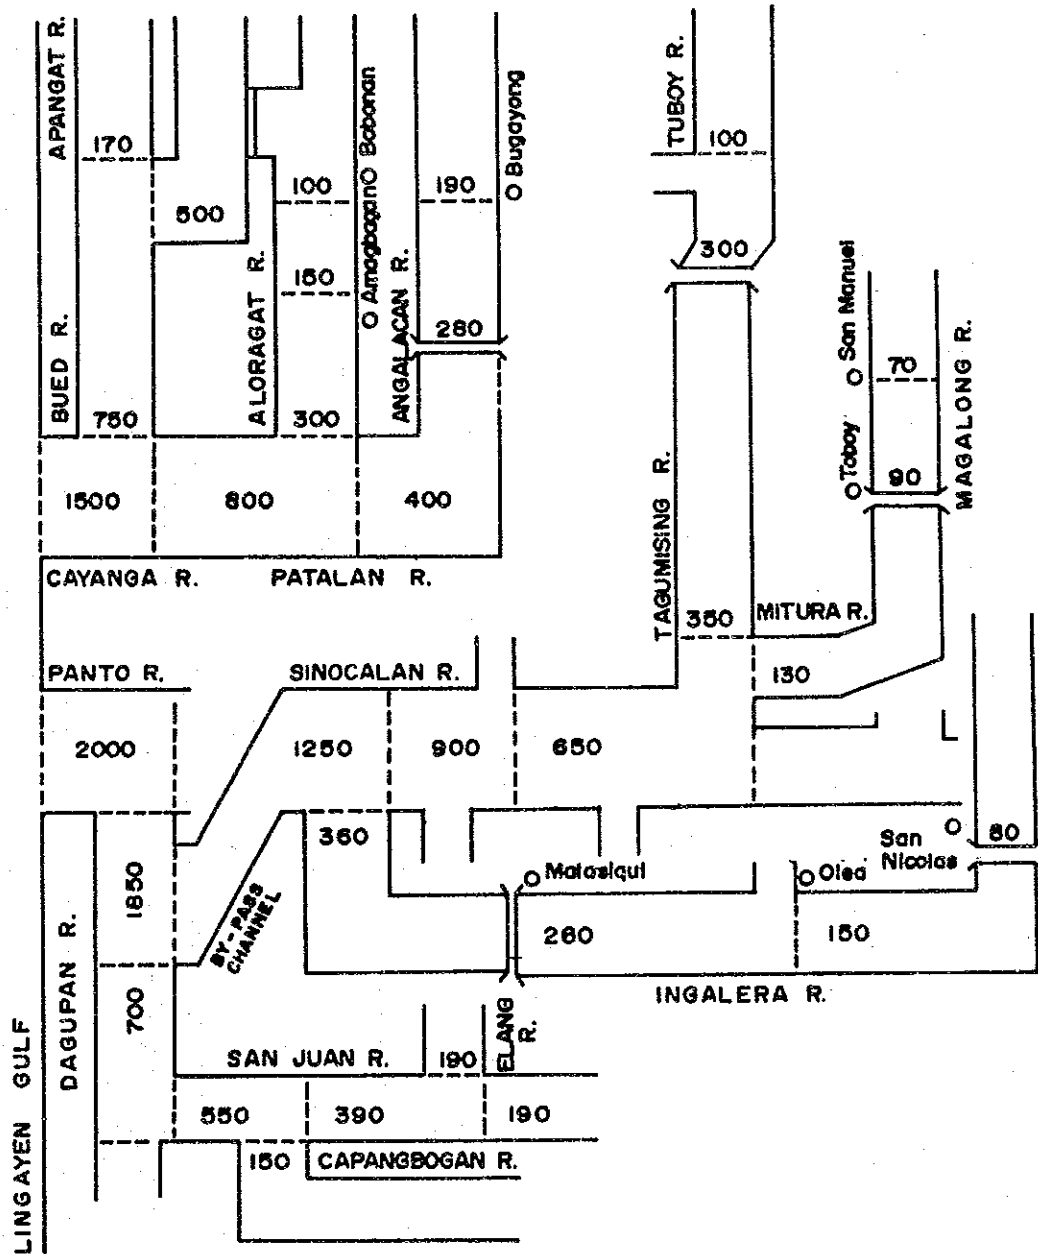 APANGAT R.
BUED R.
170
500
ALORAGAT R.
100
150
Amagbagan
Babonan
ANGALACAN R.
190
Bugayong
280
750
300
1500
800
400
CAYANGA R.
PATALAN R.
TUBOY R.
100
300
San Manuel
70
Toboy
90
MAGALONG R.
TAGUMISING R.
350
MITURA R.
130
PANTO R.
SINOCALAN R.
2000
1250
900
650
360
1850
BY-PASS
CHANNEL
Malasiqui
San
Nicolas
80
Olea
260
150
INGALERA R.
700
DAGUPAN R.
LINGAYEN GULF
SAN JUAN R.
190
ELANG
R.
550
390
190
150
CAPANGBOGAN R.